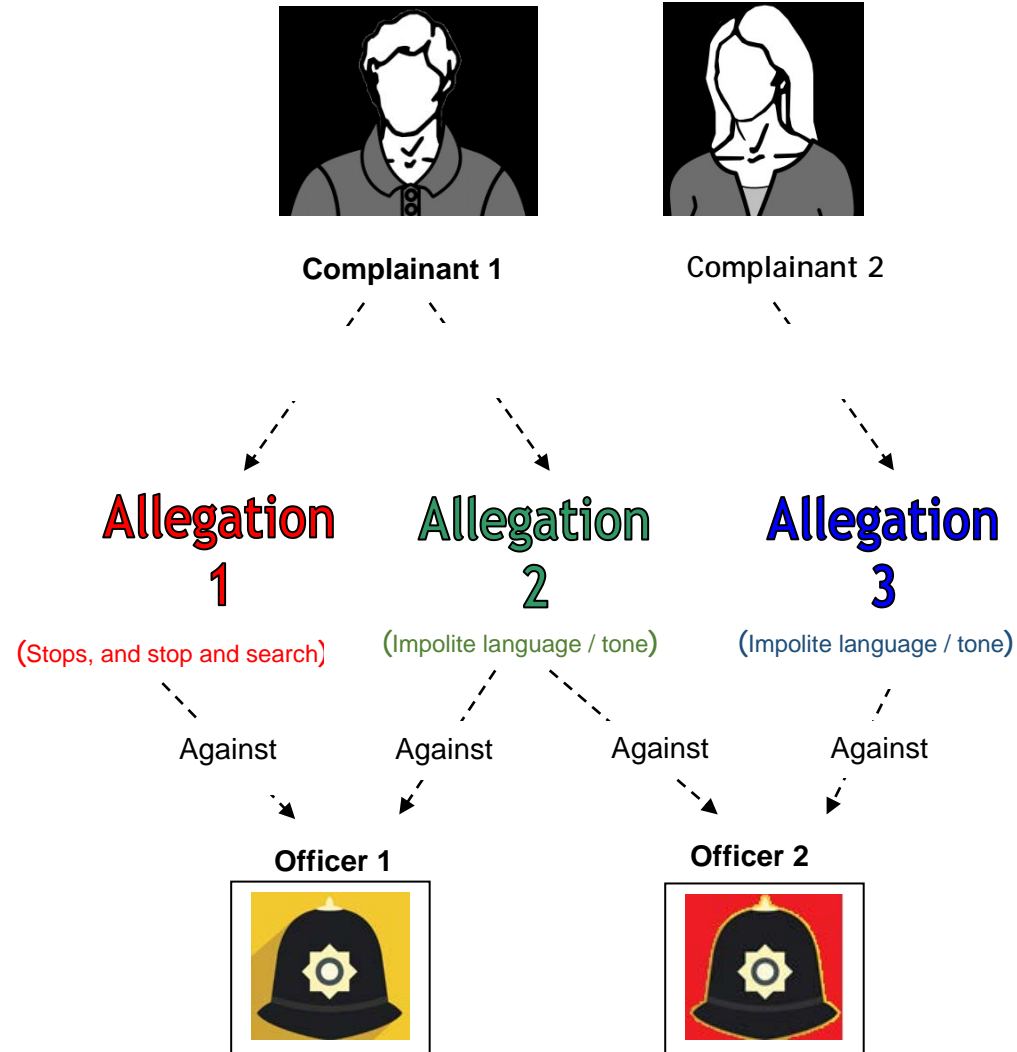 Complainant 1
Complainant 2
Allegation
1
Allegation
2
Allegation
3
(Stops, and stop and search)
(Impolite language / tone)
(Impolite language / tone)
Against
Against
Against
Against
Officer 1
Officer 2